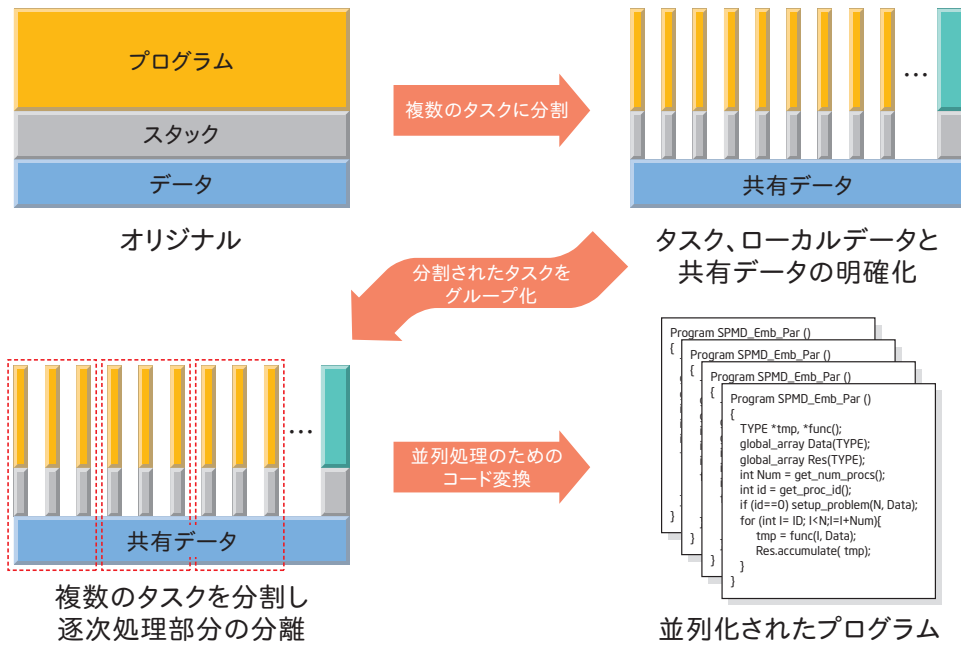 プログラム
スタック
データ
オリジナル
複数のタスクに分割
...
共有データ
タスク、ローカルデータと
共有データの明確化
分割されたタスクを
グループ化
...
共有データ
複数のタスクを分割し
逐次処理部分の分離
並列処理のための
コード変換
Program SPMD_Emb_Par ()
{
Program SPMD_Emb_Par ()
{
Program SPMD_Emb_Par ()
{
Program SPMD_Emb_Par ()
{
TYPE *tmp, *func();
global_array Data(TYPE);
global_array Res(TYPE);
int Num = get_num_procs();
int id = get_proc_id();
if (id==0) setup_problem(N, Data);
for (int I= ID; I<N;I=I+Num){
tmp = func(I, Data);
Res.accumulate( tmp);
}
}
}
}
}
並列化されたプログラム